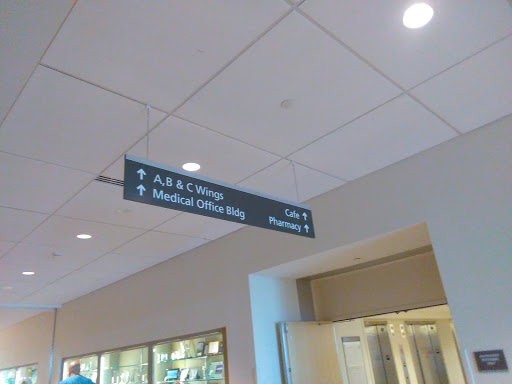 ↑ A,B & C Wings
↑ Medical Office Bldg
Cafe ↑
Pharmacy ↑